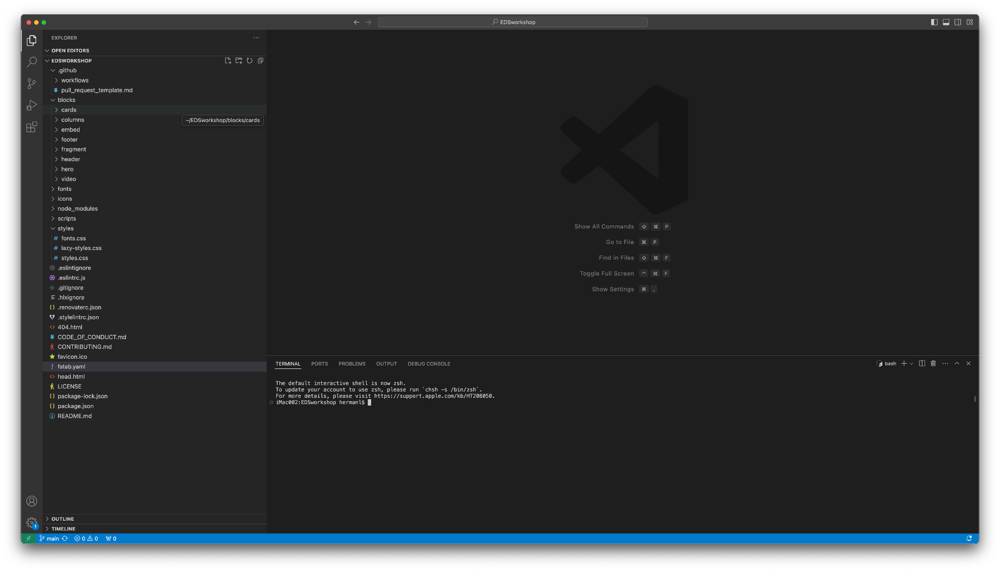 EDSworkshop
EXPLORER
OPEN EDITORS
EDSWORKSHOP
.github
workflows
pull_request_template.md
blocks
cards
columns
~/EDSworkshop/blocks/cards
embed
footer
fragment
header
hero
video
fonts
icons
node_modules
scripts
styles
# fonts.css
# lazy-styles.css
# styles.css
.eslintignore
.eslintrc.js
.gitignore
.hlxignore
{} .renovaterc.json
.stylelintrc.json
<> 404.html
CODE_OF_CONDUCT.md
CONTRIBUTING.md
favicon.ico
! fstab.yaml
<> head.html
LICENSE
{} package-lock.json
{} package.json
README.md
OUTLINE
TIMELINE
Show All Commands ⇧ ⌘ P
Go to File ⌘ P
Find in Files ⇧ ⌘ F
Toggle Full Screen ^ ⌘ F
Show Settings ⌘ ,
TERMINAL PORTS PROBLEMS OUTPUT DEBUG CONSOLE
bash
The default interactive shell is now zsh.
To update your account to use zsh, please run `chsh -s /bin/zsh`.
For more details, please visit https://support.apple.com/kb/HT208050.
iMac002:EDSworkshop hermanl$
1
main 0 0 0